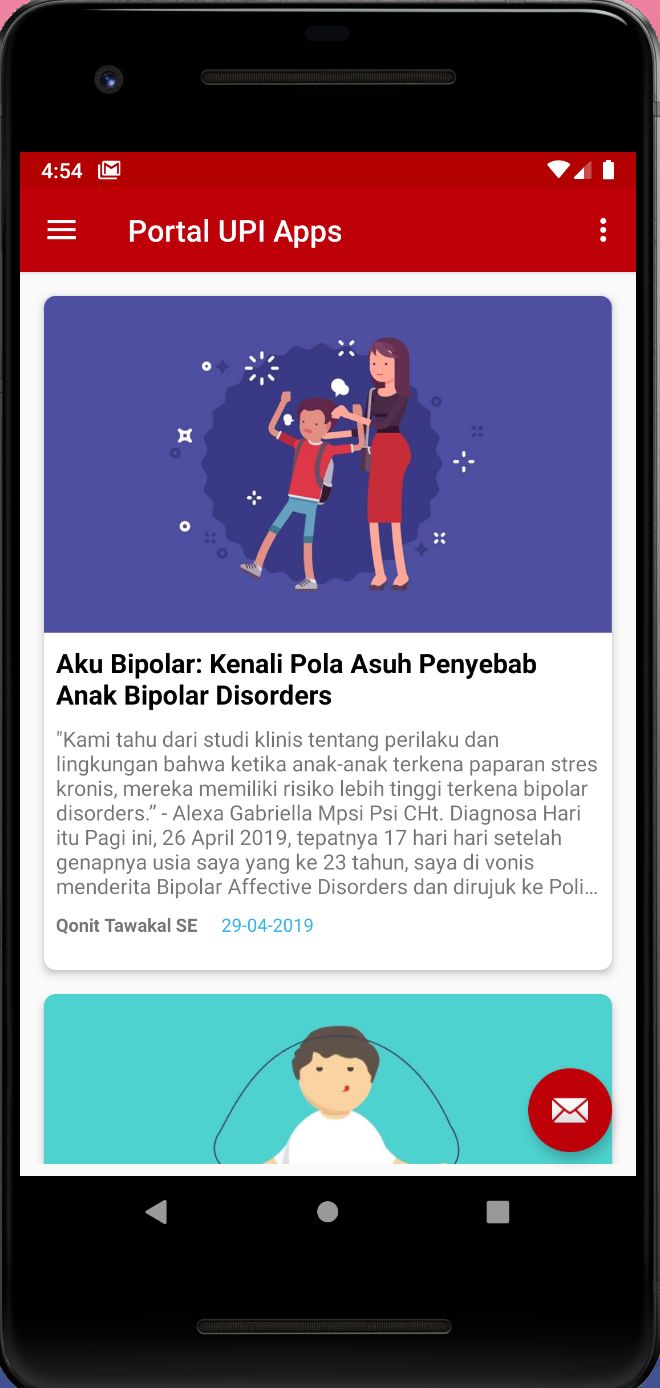 4:54
Portal UPI Apps
Aku Bipolar: Kenali Pola Asuh Penyebab
Anak Bipolar Disorders
"Kami tahu dari studi klinis tentang perilaku dan
lingkungan bahwa ketika anak-anak terkena paparan stres
kronis, mereka memiliki risiko lebih tinggi terkena bipolar
disorders.” - Alexa Gabriella Mpsi Psi CHt. Diagnosa Hari
itu Pagi ini, 26 April 2019, tepatnya 17 hari hari setelah
genapnya usia saya yang ke 23 tahun, saya di vonis
menderita Bipolar Affective Disorders dan dirujuk ke Poli...
Qonit Tawakal SE 29-04-2019